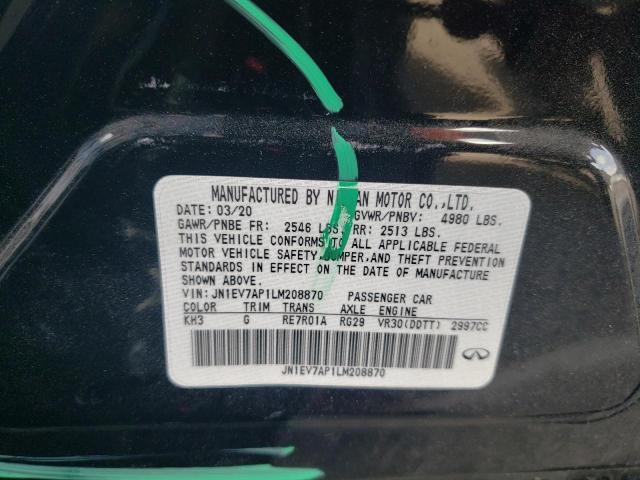 MANUFACTURED BY NISSAN MOTOR CO.,LTD.
DATE: 03/20 GVWR/PNBV: 4980 LBS.
GAWR/PNBE FR: 2546 LBS. RR: 2513 LBS.
THIS VEHICLE CONFORMS TO ALL APPLICABLE FEDERAL
MOTOR VEHICLE SAFETY, BUMPER, AND THEFT PREVENTION
STANDARDS IN EFFECT ON THE DATE OF MANUFACTURE
SHOWN ABOVE.
VIN: JN1EV7AP1LM208870 PASSENGER CAR
COLOR TRIM TRANS AXLE ENGINE
KH3 G RE7R01A RG29 VR30(DDTT) 2997CC
JN1EV7AP1LM208870